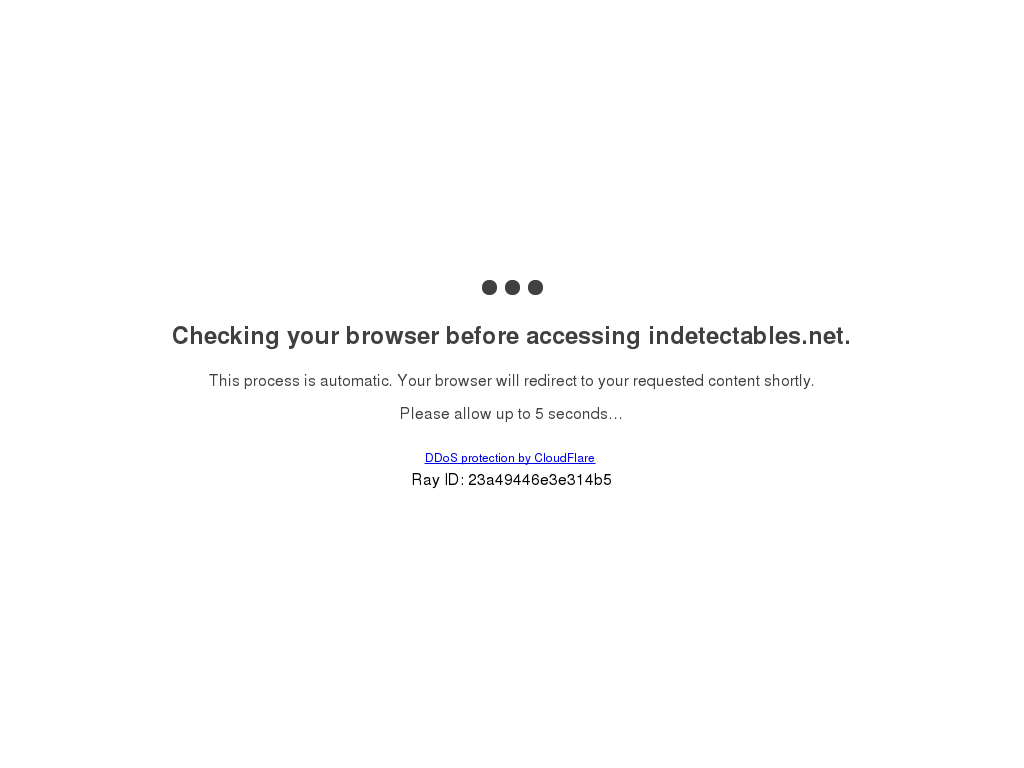 Checking your browser before accessing indetectables.net.
This process is automatic. Your browser will redirect to your requested content shortly.
Please allow up to 5 seconds…
DDoS protection by CloudFlare
Ray ID: 23a49446e3e314b5